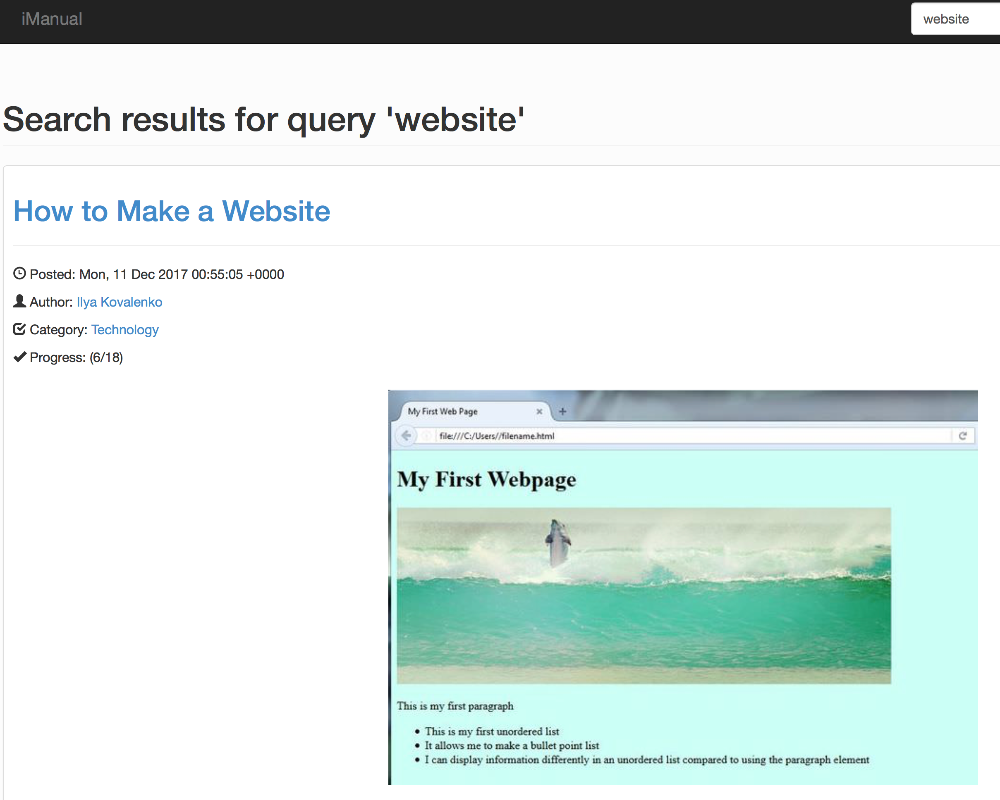 iManual
website
Search results for query 'website'
How to Make a Website
Posted: Mon, 11 Dec 2017 00:55:05 +0000
Author: Ilya Kovalenko
Category: Technology
Progress: (6/18)
My First Web Page
file:///C:/Users//filename.html
My First Webpage
This is my first paragraph
• This is my first unordered list
• It allows me to make a bullet point list
• I can display information differently in an unordered list compared to using the paragraph element